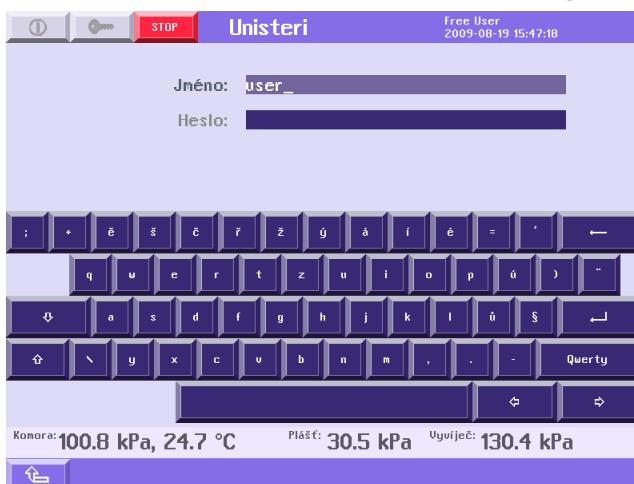 STOP Unisteri Free User
2009-08-19 15:47:18
Jméno: user_
Heslo:
; + ě š č ř ž ý á í é = ´ ←
q w e r t z u i o p ú ) ¨
a s d f g h j k l ů §
\ y x c v b n m , . - Qwerty
Komora: 100.8 kPa, 24.7 °C Plášť: 30.5 kPa Vyvíječ: 130.4 kPa